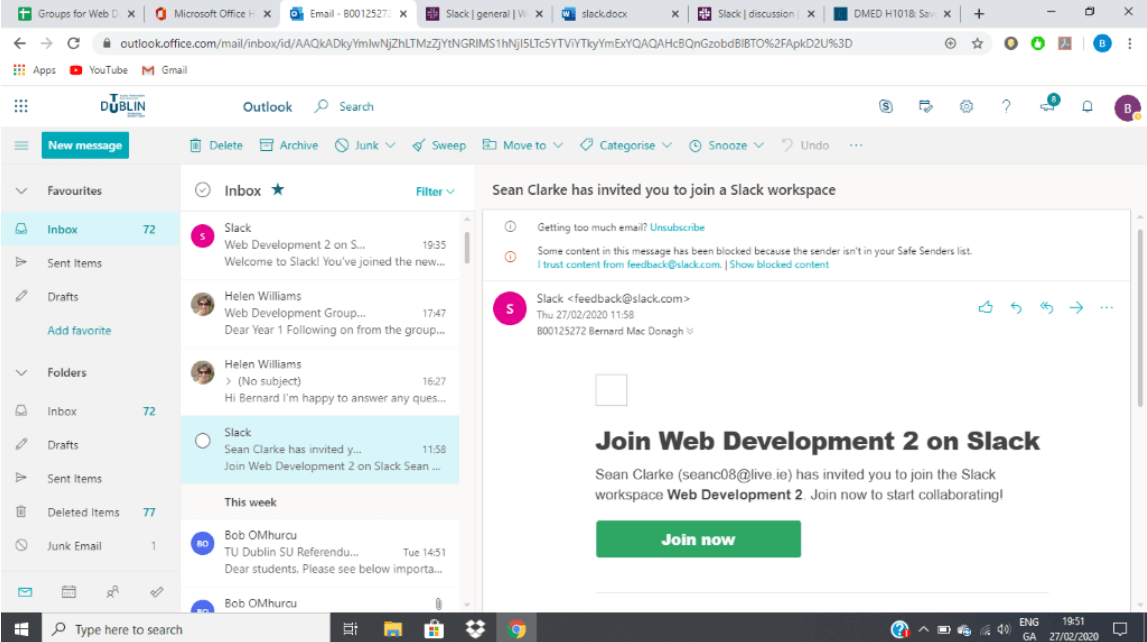 Groups for Web D
Microsoft Office H
Email - B00125272
Slack | general | W
slack.docx
Slack | discussion |
DMED H1018: Sav
outlook.office.com/mail/inbox/id/AAQkADkyYmIwNjZhLTMzZjYtNGRlMS1hNjI5LTc5YTViYTkyYmExYQAQAHcBQnGzobdBIBTO%2FApkD2U%3D
Apps YouTube Gmail
DUBLIN
Outlook
Search
8
B
New message
Delete Archive Junk Sweep Move to Categorise Snooze Undo
Favourites
Inbox 72
Sent Items
Drafts
Add favorite
Folders
Inbox 72
Drafts
Sent Items
Deleted Items 77
Junk Email 1
Inbox
Filter
S
Slack
Web Development 2 on S... 19:35
Welcome to Slack! You've joined the new...
Helen Williams
Web Development Group... 17:47
Dear Year 1 Following on from the group...
Helen Williams
> (No subject) 16:27
Hi Bernard I'm happy to answer any ques...
Slack
Sean Clarke has invited y... 11:58
Join Web Development 2 on Slack Sean ...
This week
BO
Bob OMhurcu
TU Dublin SU Referendu... Tue 14:51
Dear students. Please see below importa...
BO
Bob OMhurcu
Sean Clarke has invited you to join a Slack workspace
Getting too much email? Unsubscribe
Some content in this message has been blocked because the sender isn't in your Safe Senders list.
I trust content from feedback@slack.com. | Show blocked content
S
Slack <feedback@slack.com>
Thu 27/02/2020 11:58
B00125272 Bernard Mac Donagh
Join Web Development 2 on Slack
Sean Clarke (seanc08@live.ie) has invited you to join the Slack
workspace Web Development 2. Join now to start collaborating!
Join now
Type here to search
ENG
GA
19:51
27/02/2020